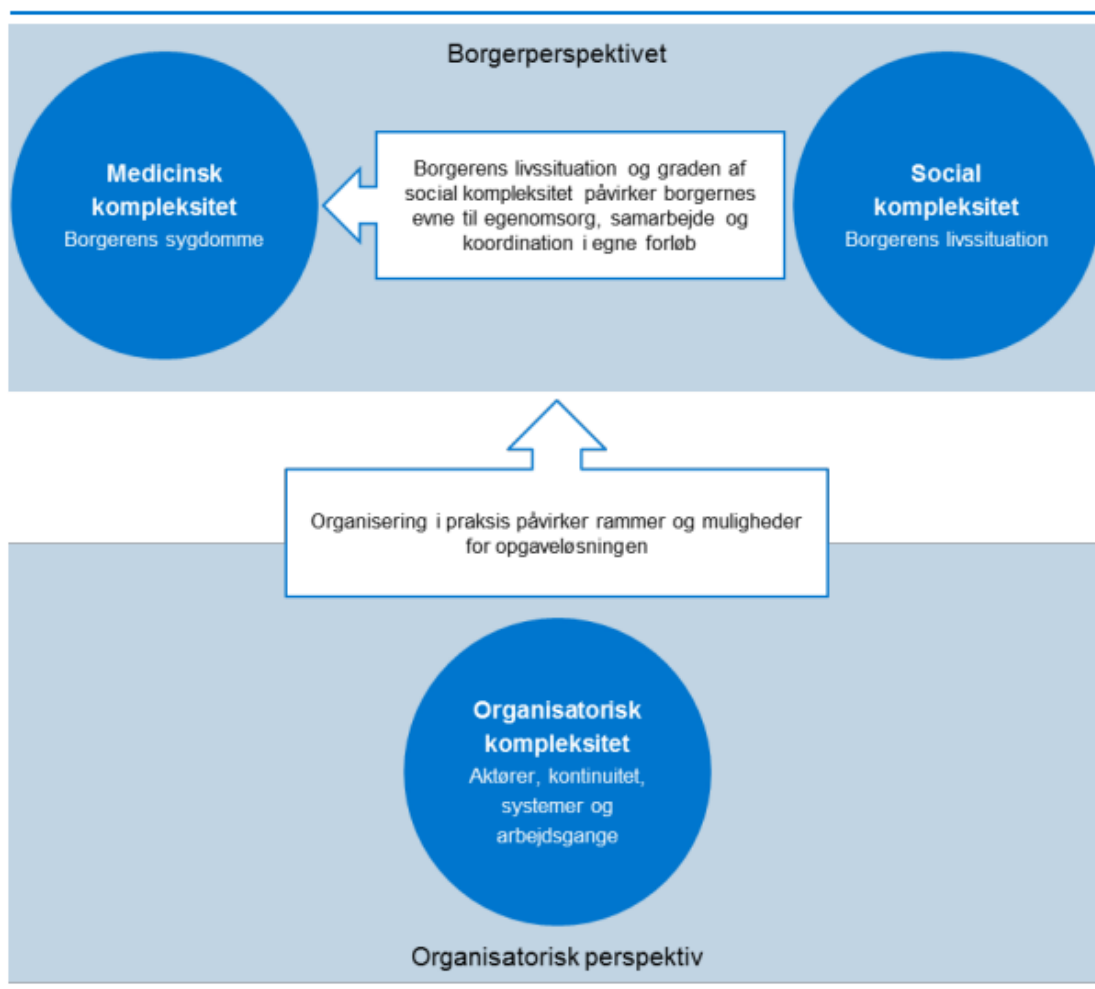 Borgerperspektivet
Medicinsk
kompleksitet
Borgerens sygdomme
Borgerens livssituation og graden af
social kompleksitet påvirker borgernes
evne til egenomsorg, samarbejde og
koordination i egne forløb
Social
kompleksitet
Borgerens livssituation
Organisering i praksis påvirker rammer og muligheder
for opgaveløsningen
Organisatorisk
kompleksitet
Aktører, kontinuitet,
systemer og
arbejdsgange
Organisatorisk perspektiv